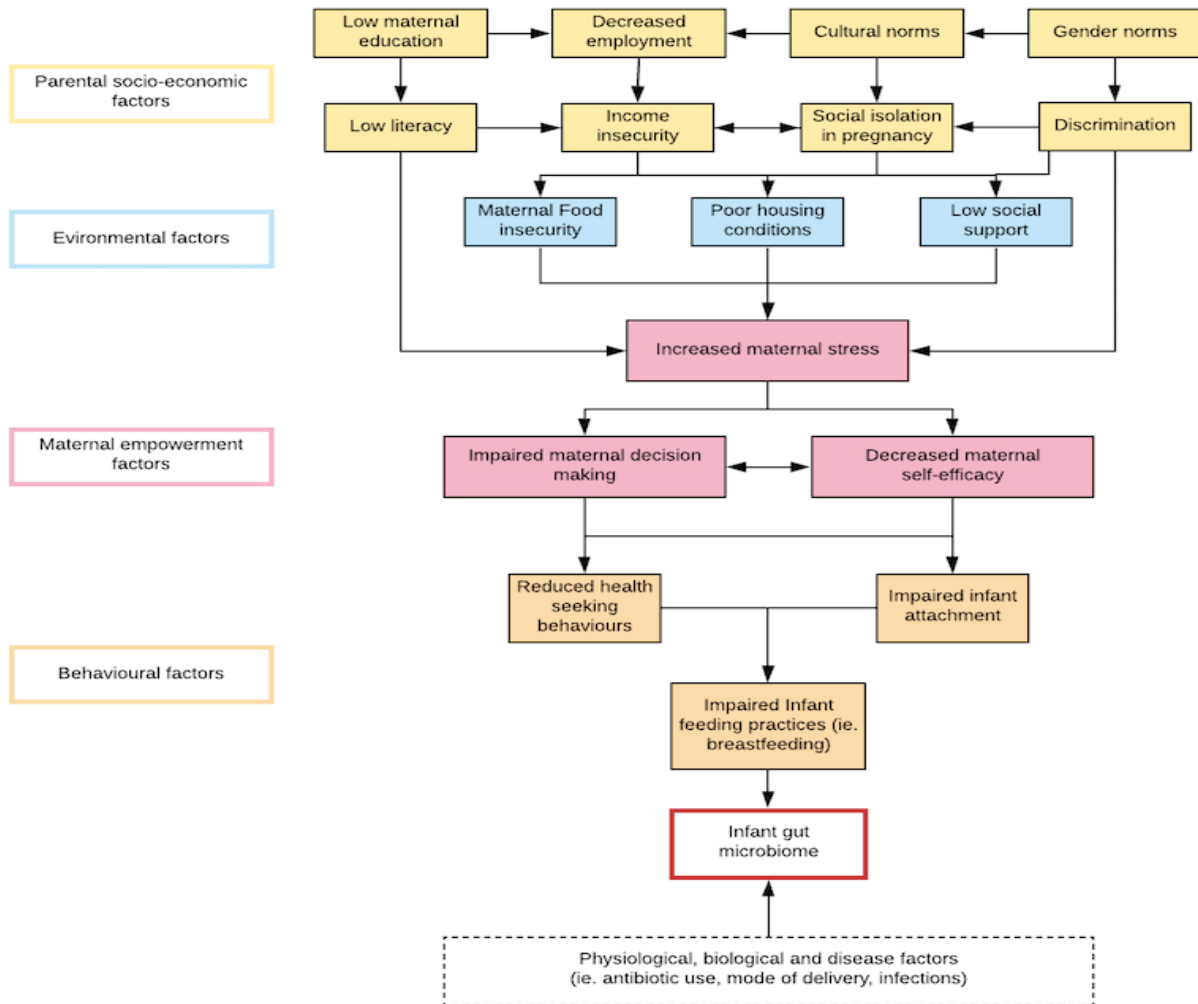 Low maternal
education
Decreased
employment
Cultural norms
Gender norms
Parental socio-economic
factors
Low literacy
Income
insecurity
Social isolation
in pregnancy
Discrimination
Evironmental factors
Maternal Food
insecurity
Poor housing
conditions
Low social
support
Increased maternal stress
Maternal empowerment
factors
Impaired maternal decision
making
Decreased maternal
self-efficacy
Reduced health
seeking
behaviours
Impaired infant
attachment
Behavioural factors
Impaired Infant
feeding practices (ie.
breastfeeding)
Infant gut
microbiome
Physiological, biological and disease factors
(ie. antibiotic use, mode of delivery, infections)